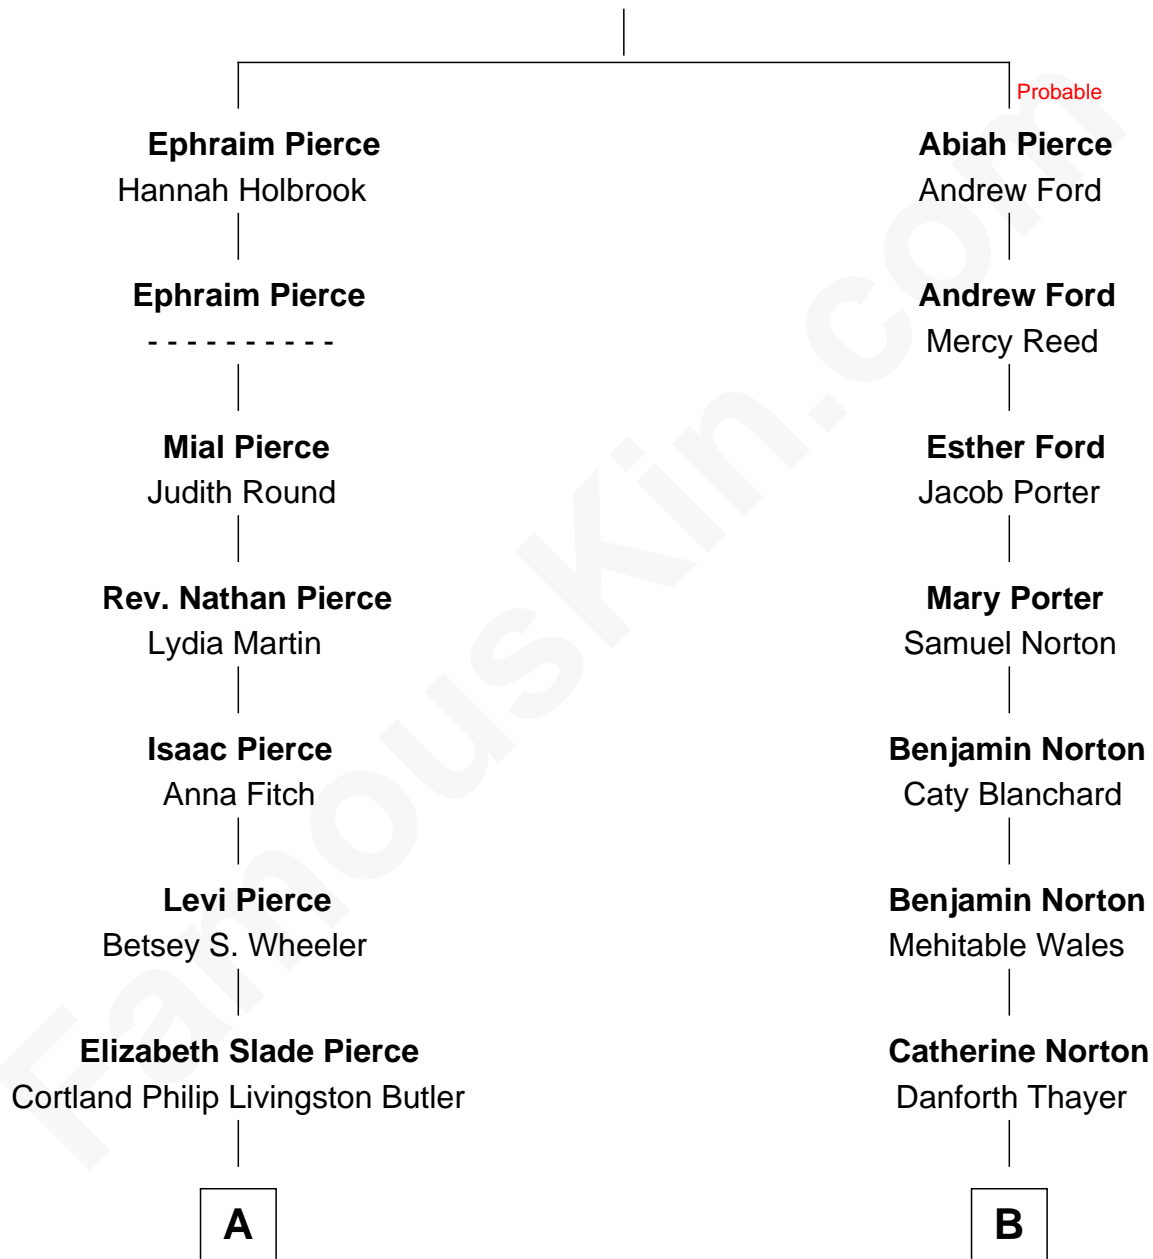 Probable
Ephraim Pierce
Hannah Holbrook
Abiah Pierce
Andrew Ford
Ephraim Pierce
- - - - - - - - - -
Andrew Ford
Mercy Reed
Mial Pierce
Judith Round
Esther Ford
Jacob Porter
Rev. Nathan Pierce
Lydia Martin
Mary Porter
Samuel Norton
Isaac Pierce
Anna Fitch
Benjamin Norton
Caty Blanchard
Levi Pierce
Betsey S. Wheeler
Benjamin Norton
Mehitable Wales
Elizabeth Slade Pierce
Cortland Philip Livingston Butler
Catherine Norton
Danforth Thayer
A
B
FamousKin.com